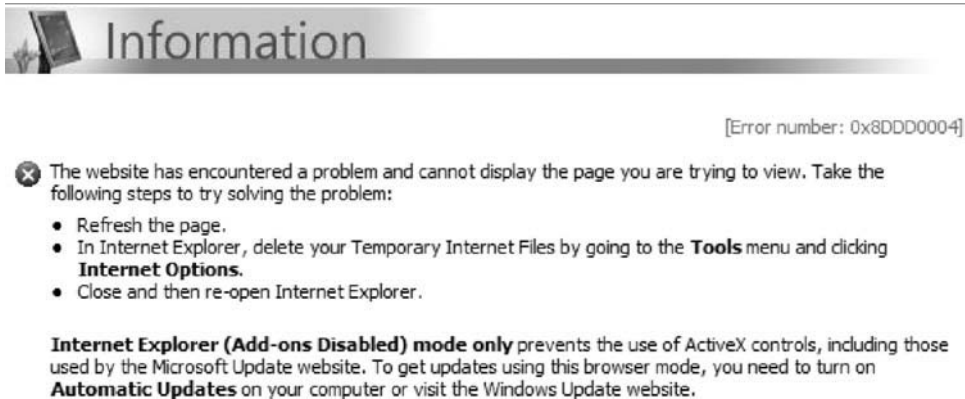 Information
[Error number: 0x8DDD0004]
The website has encountered a problem and cannot display the page you are trying to view. Take the
following steps to try solving the problem:
• Refresh the page.
• In Internet Explorer, delete your Temporary Internet Files by going to the Tools menu and clicking
Internet Options.
• Close and then re-open Internet Explorer.
Internet Explorer (Add-ons Disabled) mode only prevents the use of ActiveX controls, including those
used by the Microsoft Update website. To get updates using this browser mode, you need to turn on
Automatic Updates on your computer or visit the Windows Update website.